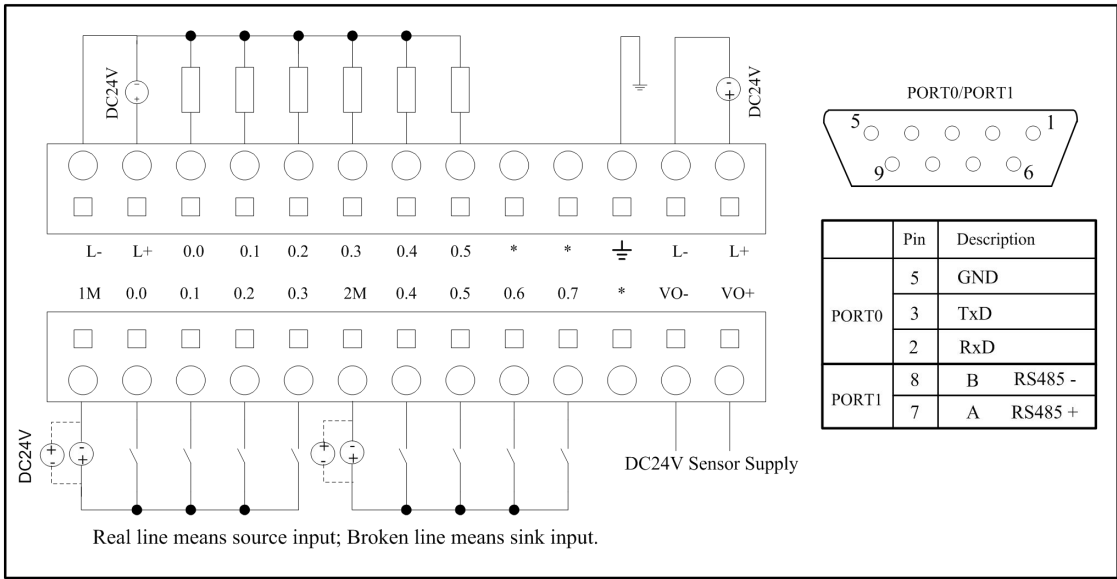 DC24V
-
+
-
+
DC24V
PORT0/PORT1
5 1
9 6
L- L+ 0.0 0.1 0.2 0.3 0.4 0.5 * * L- L+
1M 0.0 0.1 0.2 0.3 2M 0.4 0.5 0.6 0.7 * VO- VO+
Pin Description
PORT0
5 GND
3 TxD
2 RxD
PORT1
8 B RS485 -
7 A RS485 +
DC24V
+ -
- +
+ -
- +
DC24V Sensor Supply
Real line means source input; Broken line means sink input.